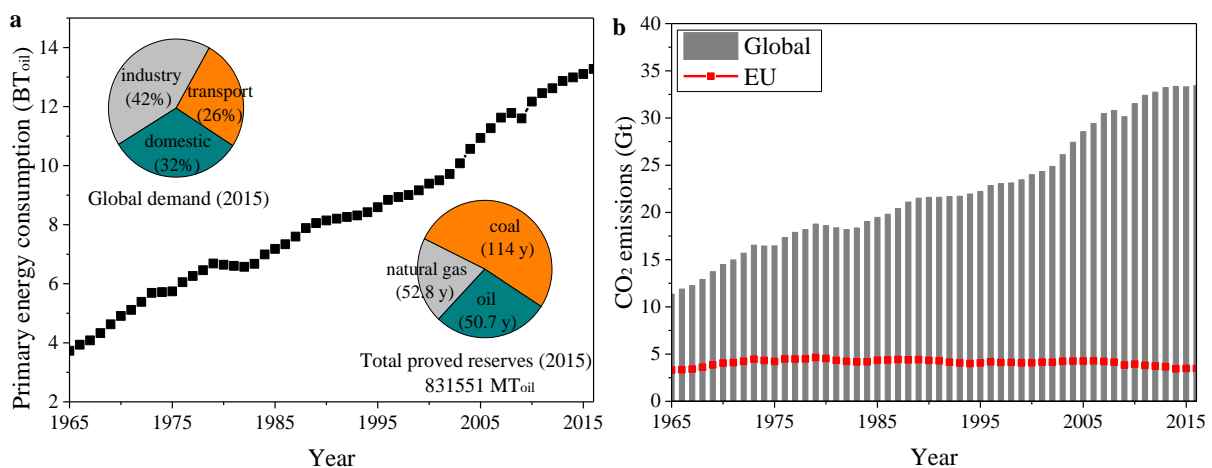 a
Primary energy consumption (BT_oil)
14
12
10
8
6
4
2
1965
1975
1985
1995
2005
2015
Year
industry
(42%)
transport
(26%)
domestic
(32%)
Global demand (2015)
coal
(114 y)
natural gas
(52.8 y)
oil
(50.7 y)
Total proved reserves (2015)
831551 MT_oil
b
CO₂ emissions (Gt)
40
35
30
25
20
15
10
5
0
1965
1975
1985
1995
2005
2015
Year
Global
EU